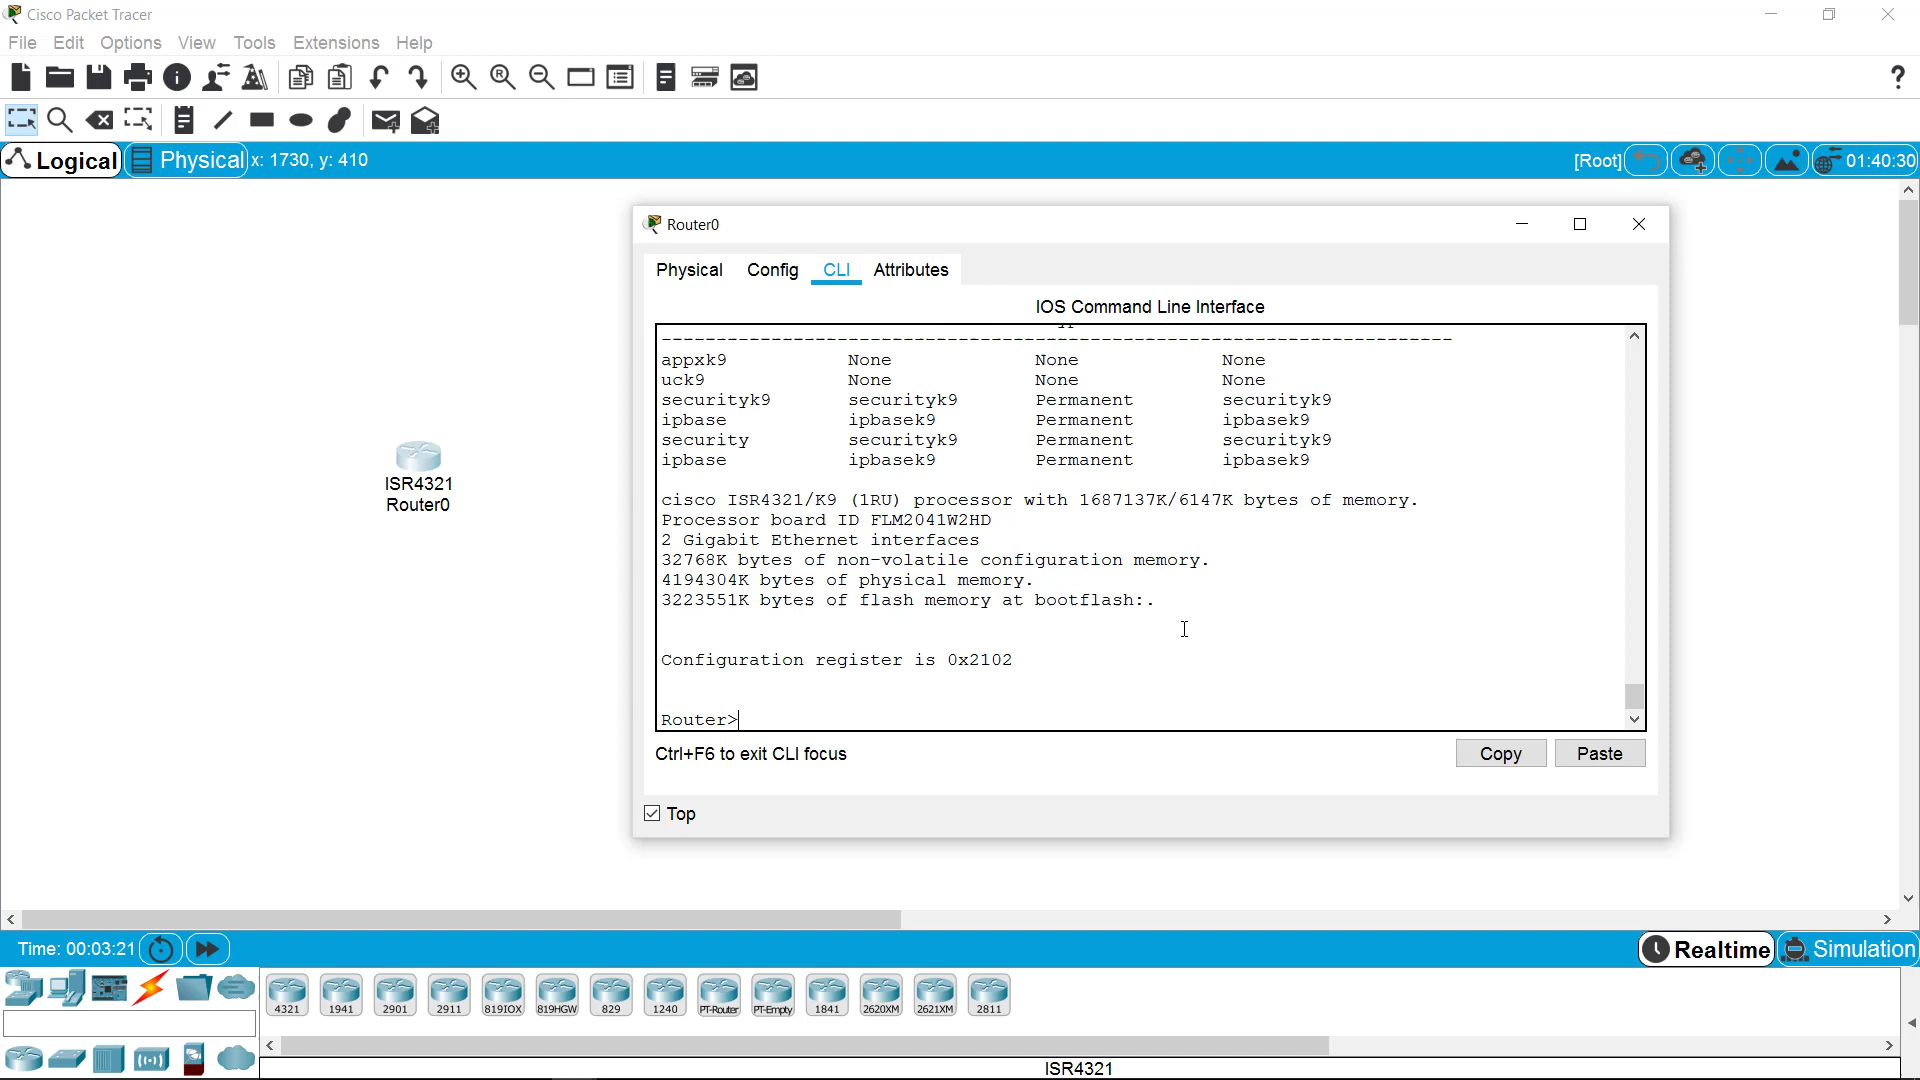 Cisco Packet Tracer
File Edit Options View Tools Extensions Help
Logical Physical x: 1730, y: 410 [Root] 01:40:30
Router0
Physical Config CLI Attributes
IOS Command Line Interface
--------------------------------------------------------------------------
appxk9 None None None
uck9 None None None
securityk9 securityk9 Permanent securityk9
ipbase ipbasek9 Permanent ipbasek9
security securityk9 Permanent securityk9
ipbase ipbasek9 Permanent ipbasek9
cisco ISR4321/K9 (1RU) processor with 1687137K/6147K bytes of memory.
Processor board ID FLM2041W2HD
2 Gigabit Ethernet interfaces
32768K bytes of non-volatile configuration memory.
4194304K bytes of physical memory.
3223551K bytes of flash memory at bootflash:.
Configuration register is 0x2102
Router>
Ctrl+F6 to exit CLI focus
Copy Paste
Top
ISR4321
Router0
Time: 00:03:21
Realtime Simulation
4321 1941 2901 2911 819IOX 819HGW 829 1240 PT-Router PT-Empty 1841 2620XM 2621XM 2811
ISR4321